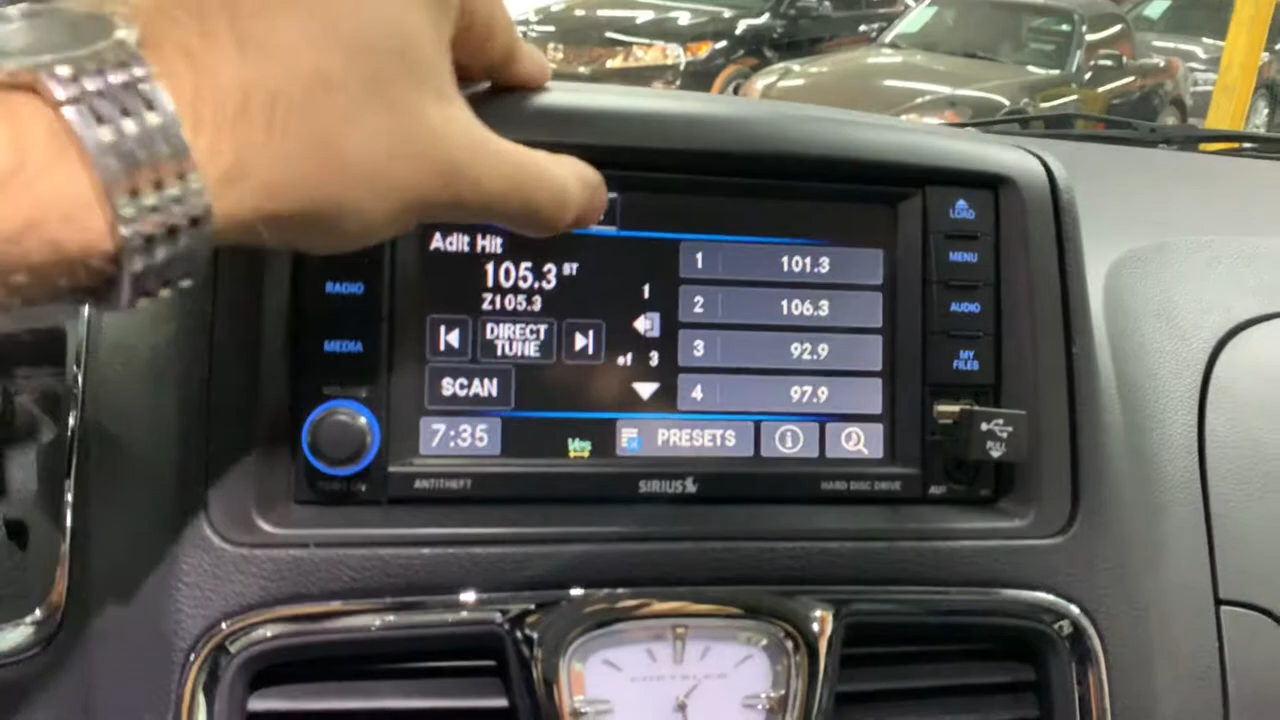 Adlt Hit
105.3 ST
Z105.3
DIRECT
TUNE
SCAN
1
of 3
1 101.3
2 106.3
3 92.9
4 97.9
7:35
Yes
PRESETS
RADIO
MEDIA
LOAD
MENU
AUDIO
MY
FILES
PULL
ANTITHEFT
SIRIUS
HARD DISC DRIVE
CHRYSLER